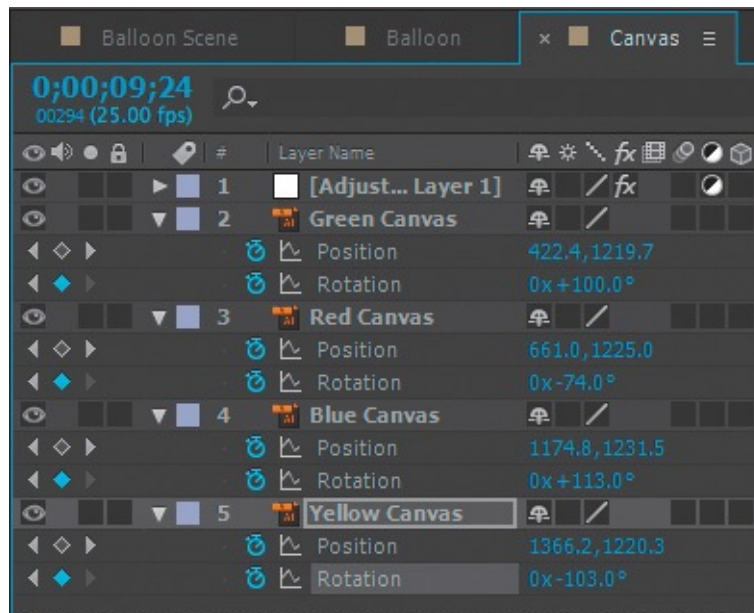 Balloon Scene Balloon × Canvas ≡
0;00;09;24
00294 (25.00 fps)
# Layer Name fx
1 [Adjust... Layer 1] fx
2 Green Canvas
Position 422.4,1219.7
Rotation 0x+100.0°
3 Red Canvas
Position 661.0,1225.0
Rotation 0x-74.0°
4 Blue Canvas
Position 1174.8,1231.5
Rotation 0x+113.0°
5 Yellow Canvas
Position 1366.2,1220.3
Rotation 0x-103.0°